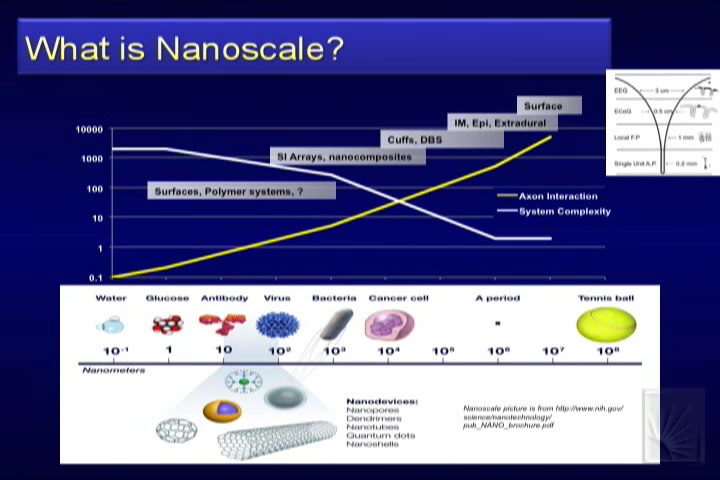 What is Nanoscale?
EEG 3 cm
ECoG 0.5 cm
Local F.P 1 mm
Single Unit A.P. 0.2 mm
Surface
IM, Epi, Extradural
Cuffs, DBS
SI Arrays, nanocomposites
Surfaces, Polymer systems, ?
10000
1000
100
10
1
0.1
Axon Interaction
System Complexity
Water Glucose Antibody Virus Bacteria Cancer cell A period Tennis ball
10⁻¹ 1 10 10² 10³ 10⁴ 10⁵ 10⁶ 10⁷ 10⁸
Nanometers
Nanodevices:
Nanopores
Dendrimers
Nanotubes
Quantum dots
Nanoshells
Nanoscale picture is from http://www.nih.gov/
science/nanotechnology/
pub_NANO_brochure.pdf